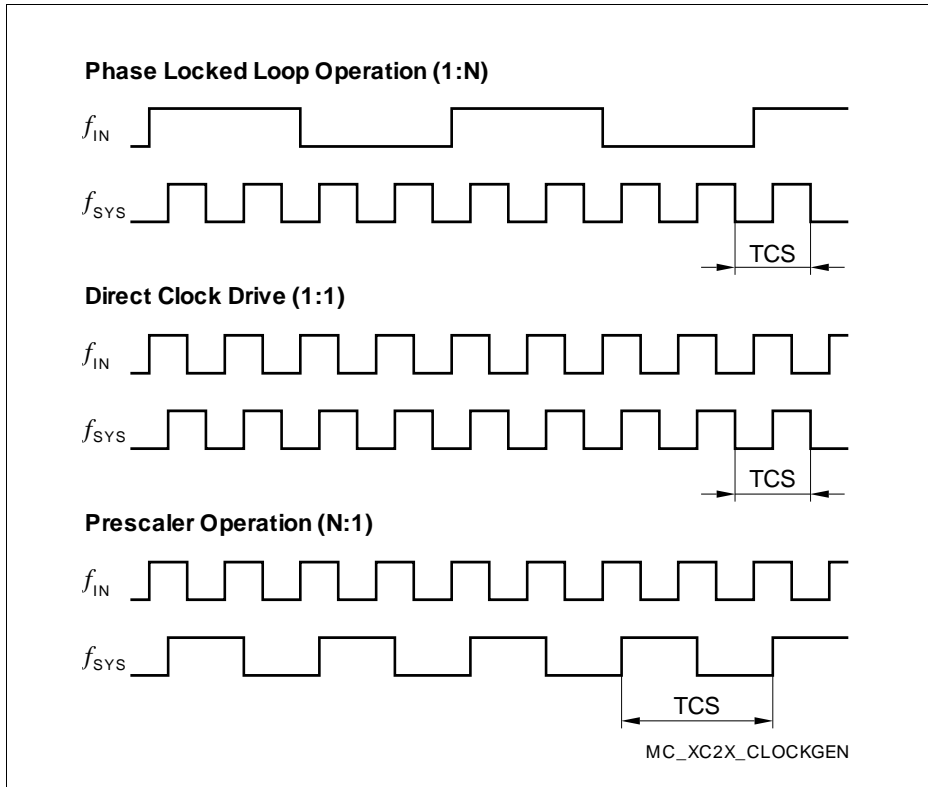 Phase Locked Loop Operation (1:N)
fIN
fSYS
TCS
Direct Clock Drive (1:1)
fIN
fSYS
TCS
Prescaler Operation (N:1)
fIN
fSYS
TCS
MC_XC2X_CLOCKGEN